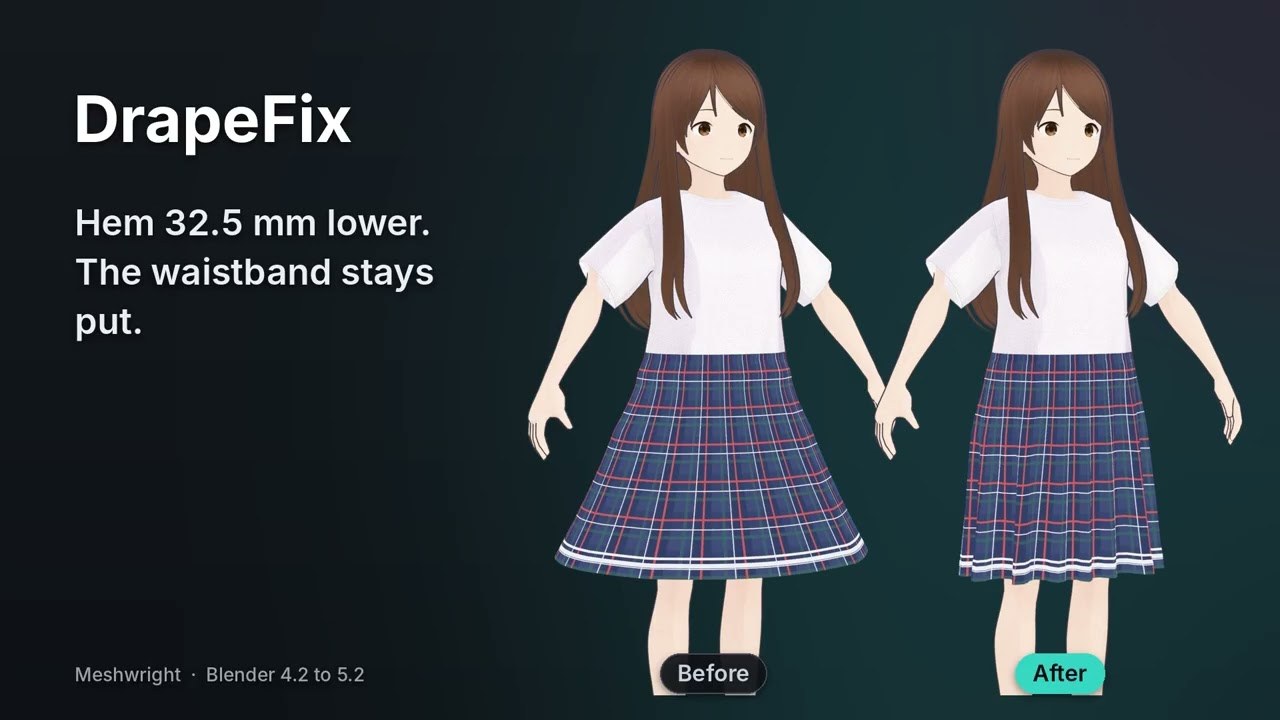 DrapeFix
Hem 32.5 mm lower.
The waistband stays
put.
Meshwright · Blender 4.2 to 5.2
Before
After